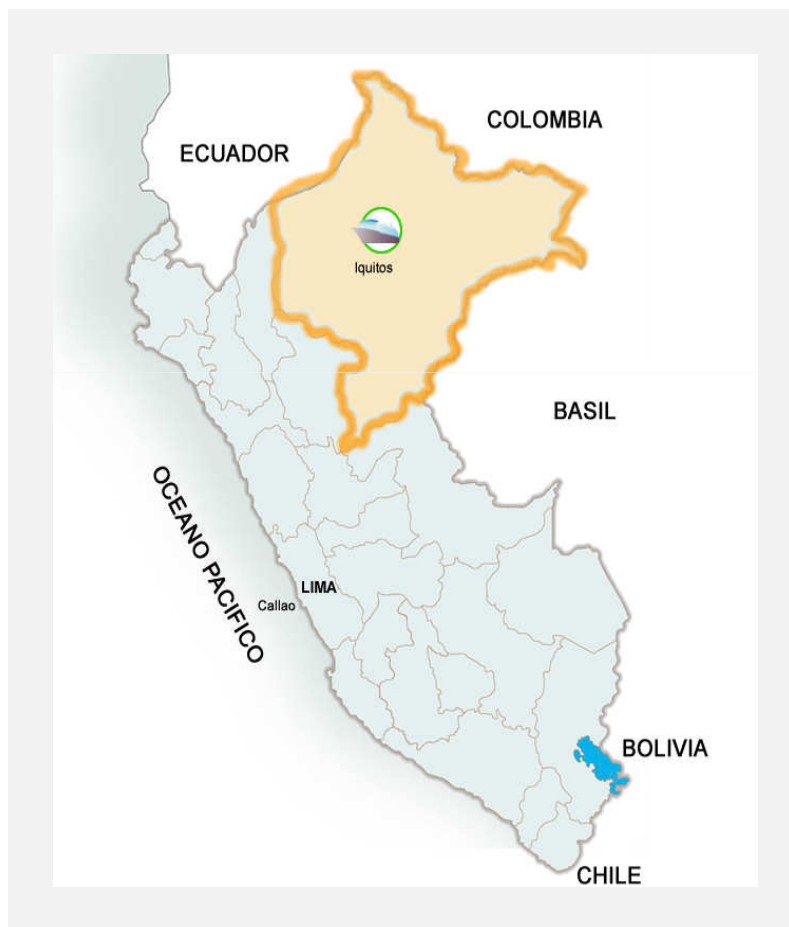 COLOMBIA
ECUADOR
Iquitos
BASIL
OCEANO PACIFICO
LIMA
Callao
BOLIVIA
CHILE